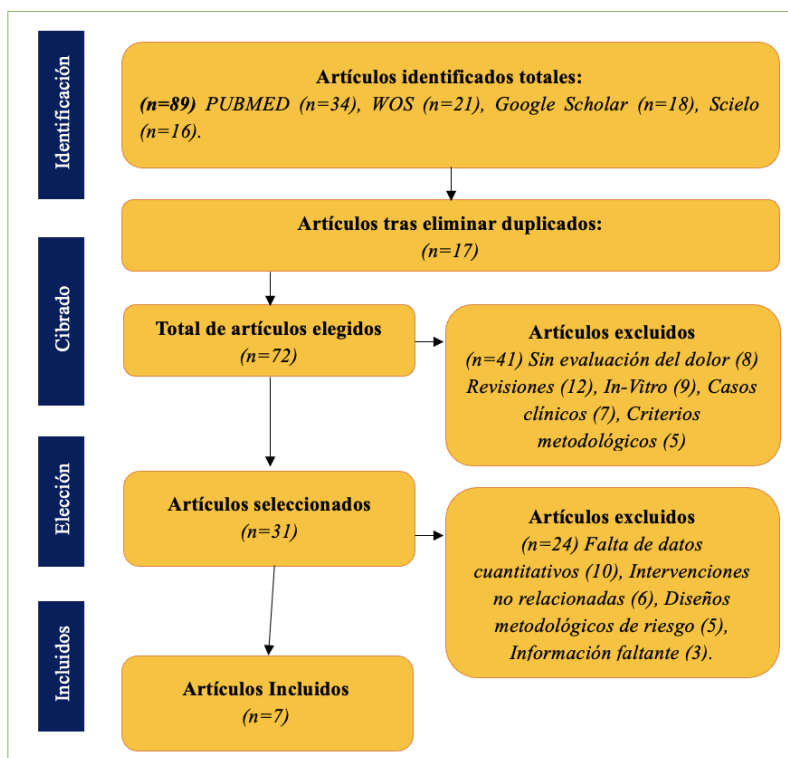 Identificación
Artículos identificados totales:
(n=89) PUBMED (n=34), WOS (n=21), Google Scholar (n=18), Scielo
(n=16).
Artículos tras eliminar duplicados:
(n=17)
Cibrado
Total de artículos elegidos
(n=72)
Artículos excluidos
(n=41) Sin evaluación del dolor (8)
Revisiones (12), In-Vitro (9), Casos
clínicos (7), Criterios
metodológicos (5)
Elección
Artículos seleccionados
(n=31)
Artículos excluidos
(n=24) Falta de datos
cuantitativos (10), Intervenciones
no relacionadas (6), Diseños
metodológicos de riesgo (5),
Información faltante (3).
Incluidos
Artículos Incluidos
(n=7)